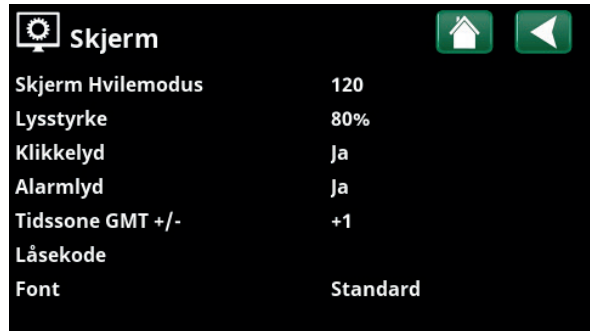 Skjerm
Skjerm Hvilemodus 120
Lysstyrke 80%
Klikkelyd Ja
Alarmlyd Ja
Tidssone GMT +/- +1
Låsekode
Font Standard